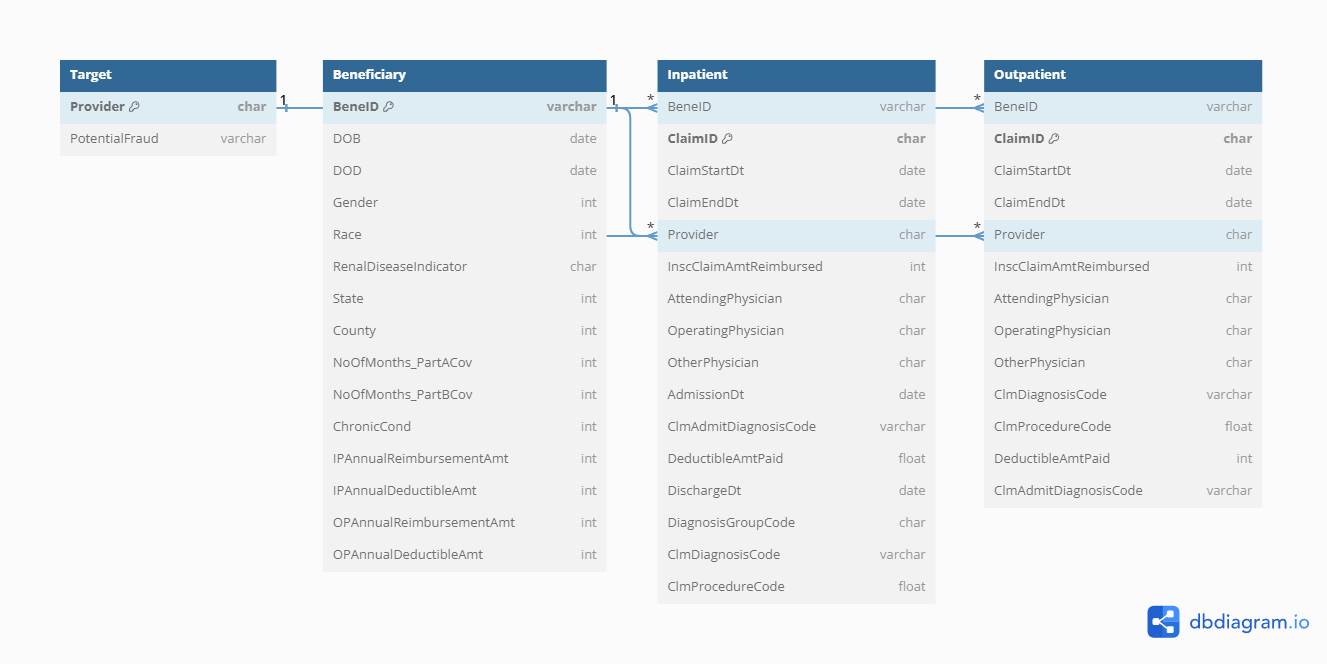 Target
Provider char
PotentialFraud varchar
1
Beneficiary
BeneID varchar
DOB date
DOD date
Gender int
Race int
RenalDiseaseIndicator char
State int
County int
NoOfMonths_PartACov int
NoOfMonths_PartBCov int
ChronicCond int
IPAnnualReimbursementAmt int
IPAnnualDeductibleAmt int
OPAnnualReimbursementAmt int
OPAnnualDeductibleAmt int
1
*
*
Inpatient
BeneID varchar
ClaimID char
ClaimStartDt date
ClaimEndDt date
Provider char
InscClaimAmtReimbursed int
AttendingPhysician char
OperatingPhysician char
OtherPhysician char
AdmissionDt date
ClmAdmitDiagnosisCode varchar
DeductibleAmtPaid float
DischargeDt date
DiagnosisGroupCode char
ClmDiagnosisCode varchar
ClmProcedureCode float
*
*
Outpatient
BeneID varchar
ClaimID char
ClaimStartDt date
ClaimEndDt date
Provider char
InscClaimAmtReimbursed int
AttendingPhysician char
OperatingPhysician char
OtherPhysician char
ClmDiagnosisCode varchar
ClmProcedureCode float
DeductibleAmtPaid int
ClmAdmitDiagnosisCode varchar
dbdiagram.io